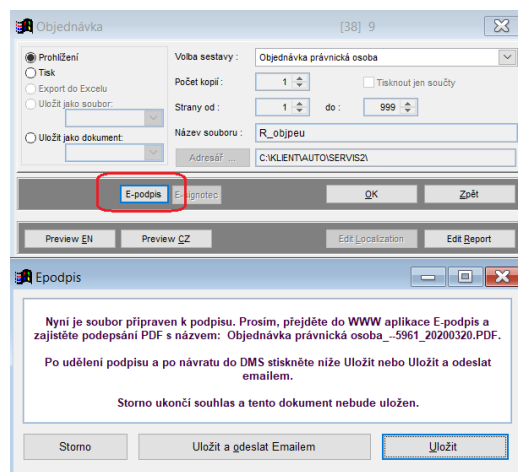 Objednávka [38] 9
Prohlížení
Tisk
Export do Excelu
Uložit jako soubor:
Uložit jako dokument:
Volba sestavy :
Objednávka právnická osoba
Počet kopií :
1
Tisknout jen součty
Strany od :
1
do :
999
Název souboru :
R_objpeu
Adresář ...
C:\KLIENT\AUTO\SERVIS2\
E-podpis
E-signotec
OK
Zpět
Preview EN
Preview CZ
Edit Localization
Edit Report
Epodpis
Nyní je soubor připraven k podpisu. Prosím, přejděte do WWW aplikace E-podpis a
zajistěte podepsání PDF s názvem: Objednávka právnická osoba_--5961_20200320.PDF.
Po udělení podpisu a po návratu do DMS stiskněte níže Uložit nebo Uložit a odeslat
emailem.
Storno ukončí souhlas a tento dokument nebude uložen.
Storno
Uložit a odeslat Emailem
Uložit